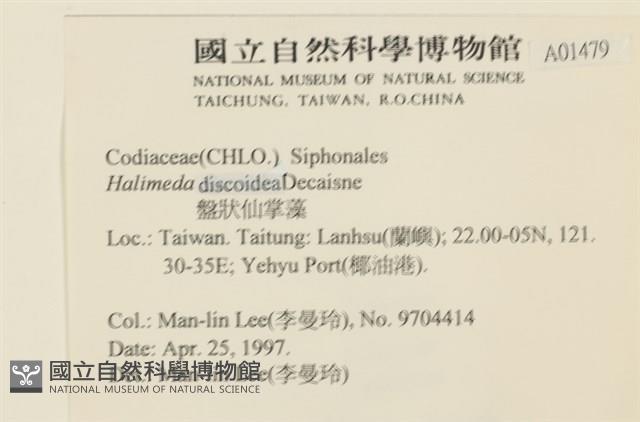 國立自然科學博物館 A01479
NATIONAL MUSEUM OF NATURAL SCIENCE
TAICHUNG, TAIWAN, R.O.CHINA
Codiaceae(CHLO.) Siphonales
Halimeda discoidea Decaisne
盤狀仙掌藻
Loc.: Taiwan. Taitung: Lanhsu(蘭嶼); 22.00-05N, 121.
30-35E; Yehyu Port(椰油港).
Col.: Man-lin Lee(李曼玲), No. 9704414
Date: Apr. 25, 1997.
Lee(李曼玲)
國立自然科學博物館
NATIONAL MUSEUM OF NATURAL SCIENCE